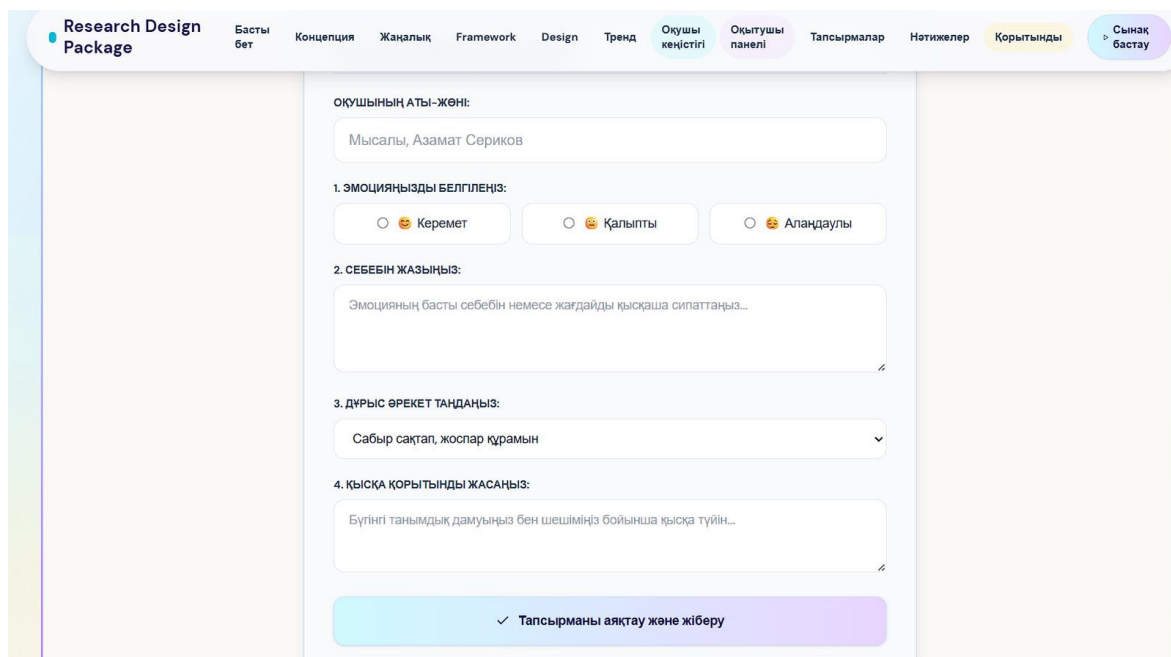 Research Design
Package
Басты
бет
Концепция
Жаңалық
Framework
Design
Тренд
Оқушы
кеңістігі
Оқытушы
панелі
Тапсырмалар
Нәтижелер
Қорытынды
Сынақ
бастау
ОҚУШЫНЫҢ АТЫ-ЖӨНІ:
Мысалы, Азамат Сериков
1. ЭМОЦИЯҢЫЗДЫ БЕЛГІЛЕҢІЗ:
Керемет
Қалыпты
Алаңдаулы
2. СЕБЕБІН ЖАЗЫҢЫЗ:
Эмоцияның басты себебін немесе жағдайды қысқаша сипаттаңыз...
3. ДҰРЫС ӘРЕКЕТ ТАҢДАҢЫЗ:
Сабыр сақтап, жоспар құрамын
4. ҚЫСҚА ҚОРЫТЫНДЫ ЖАСАҢЫЗ:
Бүгінгі танымдық дамуыңыз бен шешіміңіз бойынша қысқа түйін...
✓ Тапсырманы аяқтау және жіберу